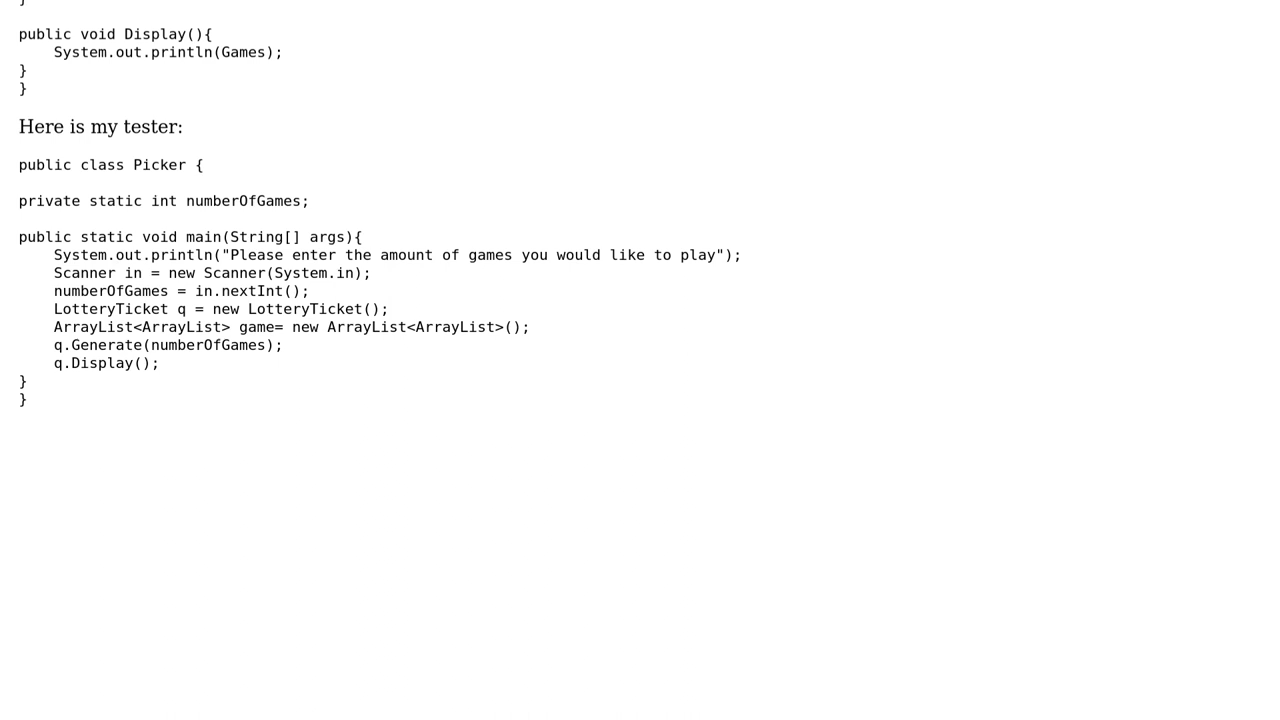 }
public void Display(){
    System.out.println(Games);
}
}
Here is my tester:
public class Picker {
private static int numberOfGames;
public static void main(String[] args){
    System.out.println("Please enter the amount of games you would like to play");
    Scanner in = new Scanner(System.in);
    numberOfGames = in.nextInt();
    LotteryTicket q = new LotteryTicket();
    ArrayList<ArrayList> game= new ArrayList<ArrayList>();
    q.Generate(numberOfGames);
    q.Display();
}
}